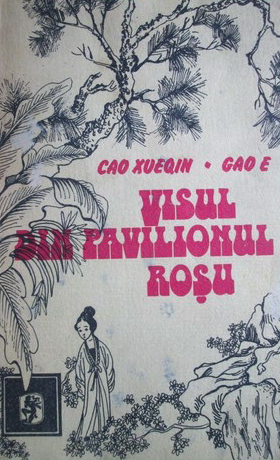 CAO XUEQIN • GAO E
VISUL
DIN PAVILIONUL
ROȘU